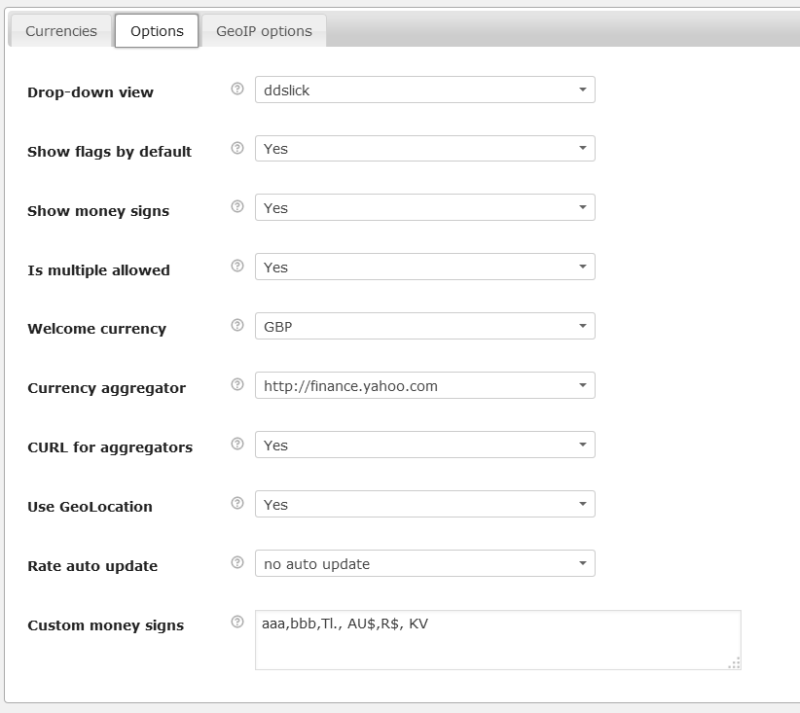 Currencies Options GeoIP options
Drop-down view ddslick
Show flags by default Yes
Show money signs Yes
Is multiple allowed Yes
Welcome currency GBP
Currency aggregator http://finance.yahoo.com
CURL for aggregators Yes
Use GeoLocation Yes
Rate auto update no auto update
Custom money signs aaa,bbb,Tl., AU$,R$, KV